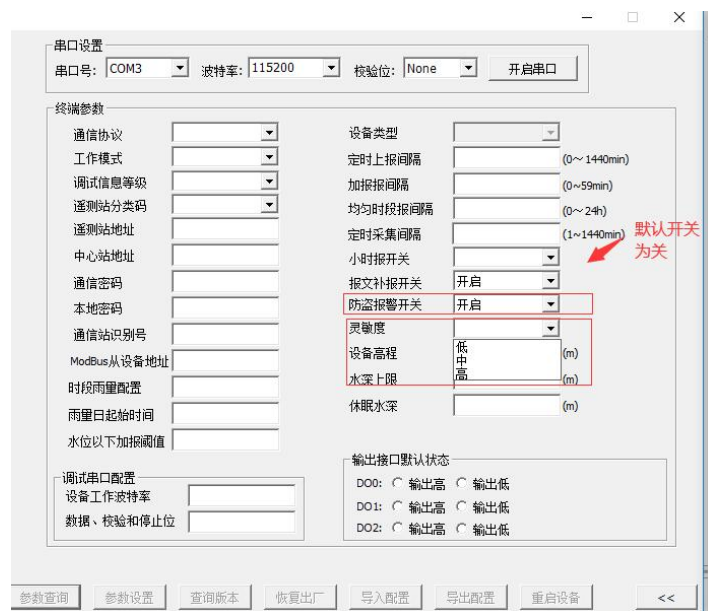 串口设置
串口号: COM3 波特率: 115200 校验位: None 开启串口
终端参数
通信协议
工作模式
调试信息等级
遥测站分类码
遥测站地址
中心站地址
通信密码
本地密码
通信站识别号
ModBus从设备地址
时段雨量配置
雨量日起始时间
水位以下加报阈值
设备类型
定时上报间隔 (0~1440min)
加报报间隔 (0~59min)
均匀时段报间隔 (0~24h)
定时采集间隔 (1~1440min)
小时报开关
报文补报开关 开启
防盗报警开关 开启
灵敏度
低
中
高
设备高程 (m)
水深上限 (m)
休眠水深 (m)
默认开关
为关
调试串口配置
设备工作波特率
数据、校验和停止位
输出接口默认状态
DO0: 输出高 输出低
DO1: 输出高 输出低
DO2: 输出高 输出低
参数查询 参数设置 查询版本 恢复出厂 导入配置 导出配置 重启设备 <<